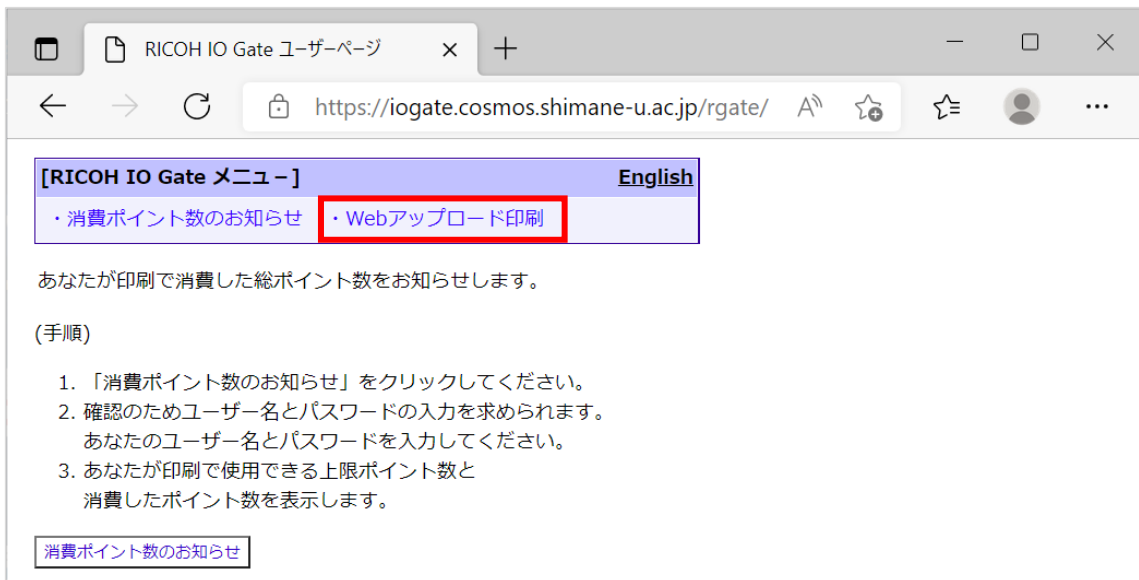 RICOH IO Gate ユーザーページ
https://iogate.cosmos.shimane-u.ac.jp/rgate/
[RICOH IO Gate メニュー] English
・消費ポイント数のお知らせ ・Webアップロード印刷
あなたが印刷で消費した総ポイント数をお知らせします。
(手順)
1. 「消費ポイント数のお知らせ」をクリックしてください。
2. 確認のためユーザー名とパスワードの入力を求められます。
あなたのユーザー名とパスワードを入力してください。
3. あなたが印刷で使用できる上限ポイント数と
消費したポイント数を表示します。
消費ポイント数のお知らせ